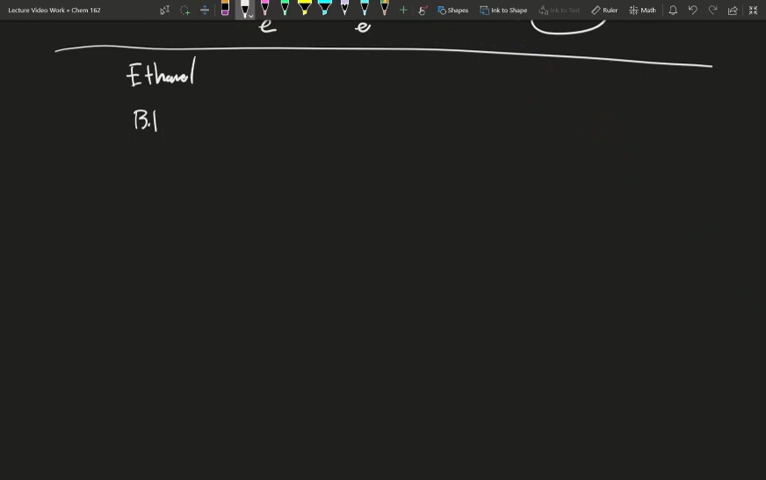 Lecture Video Work • Chem 162
Shapes Ink to Shape Ink to Text Ruler Math
e e
Ethanol
B.I